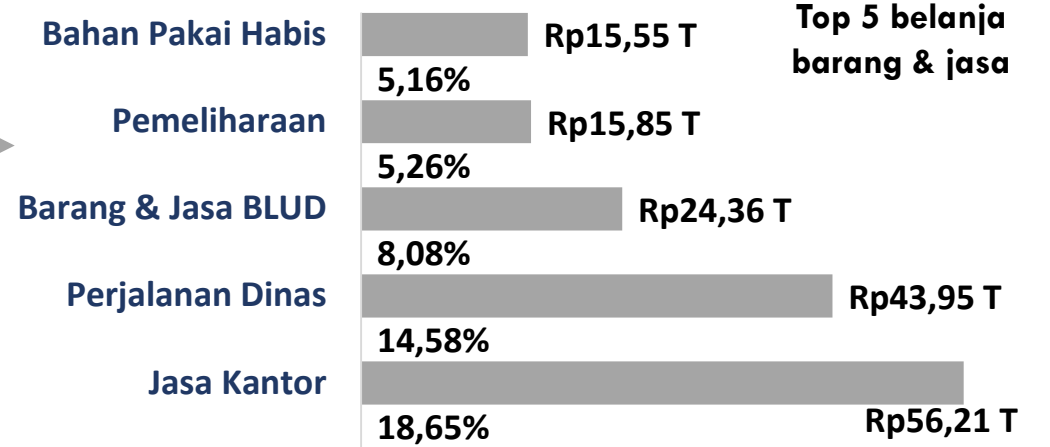 Top 5 belanja
barang & jasa
Bahan Pakai Habis
Rp15,55 T
5,16%
Pemeliharaan
Rp15,85 T
5,26%
Barang & Jasa BLUD
Rp24,36 T
8,08%
Perjalanan Dinas
Rp43,95 T
14,58%
Jasa Kantor
Rp56,21 T
18,65%